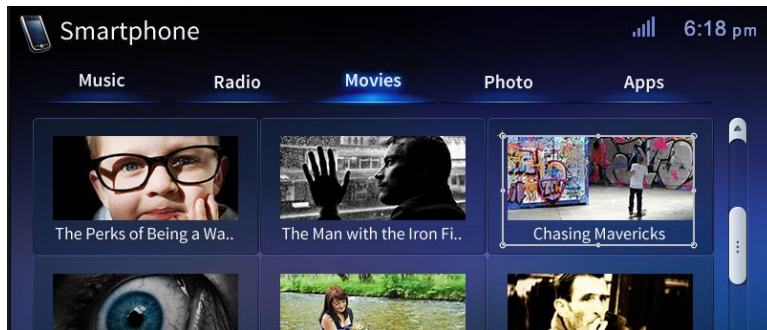 Smartphone
6:18 pm
Music Radio Movies Photo Apps
The Perks of Being a Wa.. The Man with the Iron Fi.. Chasing Mavericks